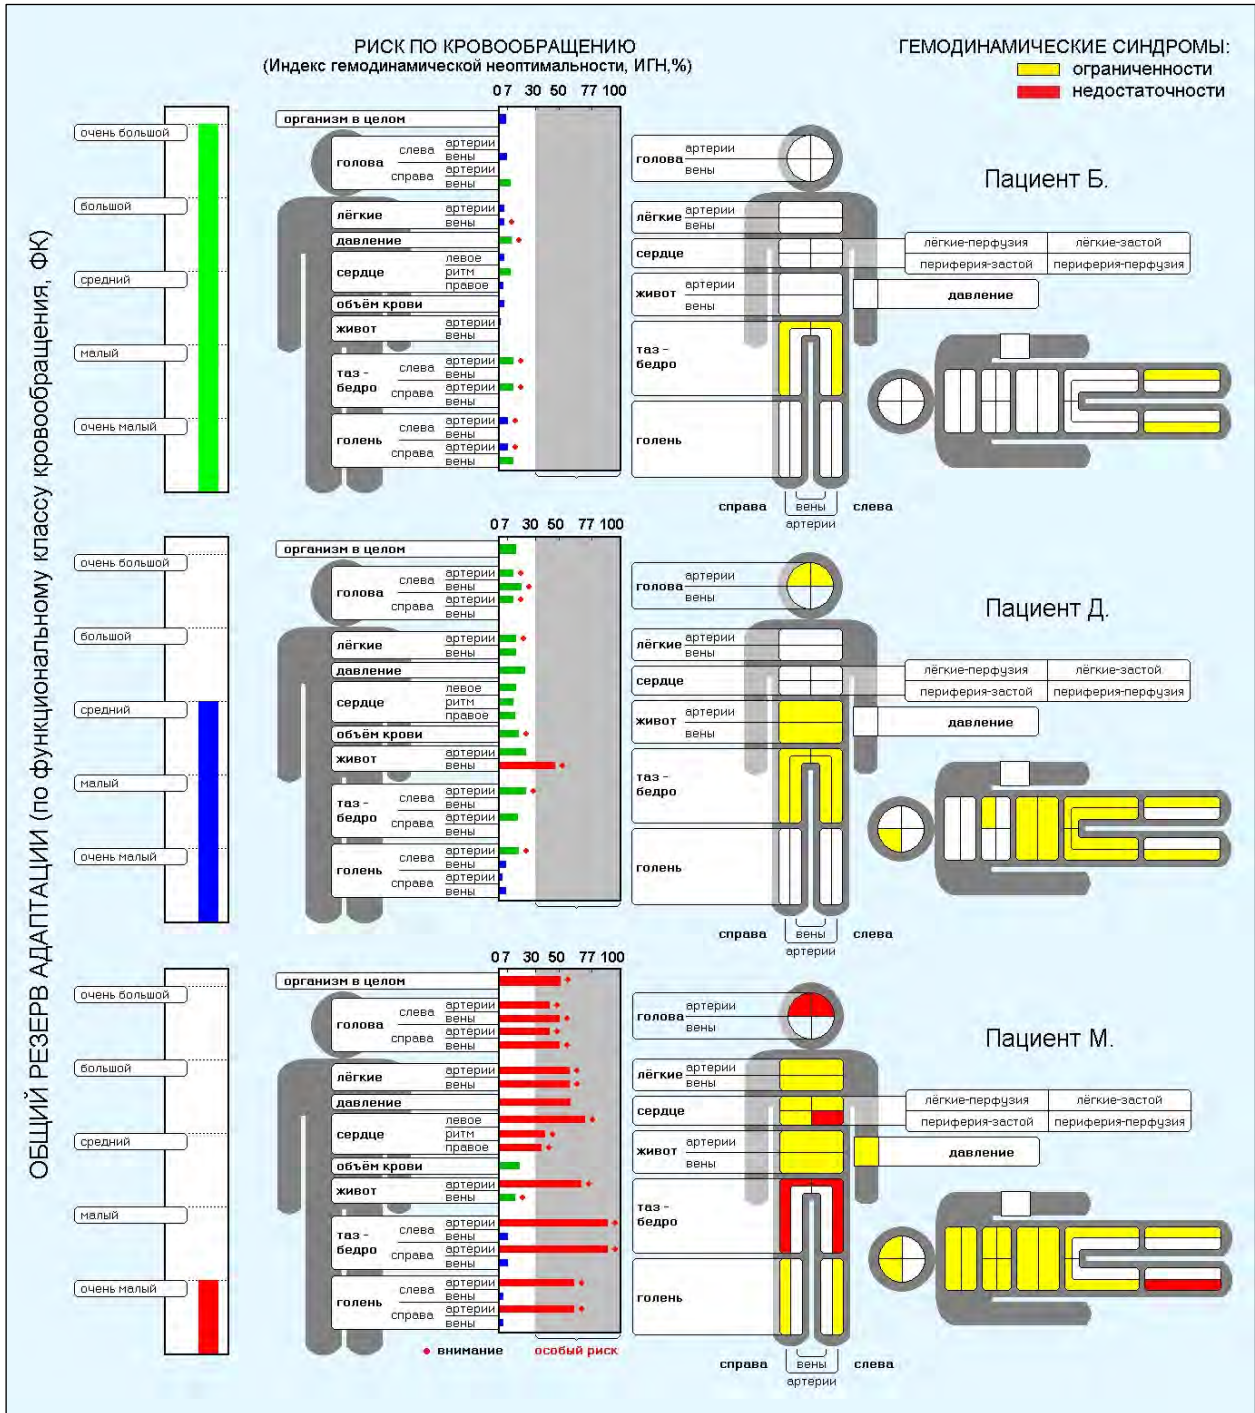 ОБЩИЙ РЕЗЕРВ АДАПТАЦИИ (по функциональному классу кровообращения, ФК)
РИСК ПО КРОВООБРАЩЕНИЮ
(Индекс гемодинамической неоптимальности, ИГН,%)
ГЕМОДИНАМИЧЕСКИЕ СИНДРОМЫ:
ограниченности
недостаточности
очень большой
большой
средний
малый
очень малый
0 7 30 50 77 100
организм в целом
голова
слева
артерии
вены
справа
артерии
вены
лёгкие
артерии
вены
давление
сердце
левое
ритм
правое
объём крови
живот
артерии
вены
таз -
бедро
слева
артерии
вены
справа
артерии
вены
голень
слева
артерии
вены
справа
артерии
вены
Пациент Б.
голова
артерии
вены
лёгкие
артерии
вены
сердце
лёгкие-перфузия
лёгкие-застой
периферия-застой
периферия-перфузия
живот
артерии
вены
давление
таз -
бедро
голень
справа
вены
слева
артерии
очень большой
большой
средний
малый
очень малый
0 7 30 50 77 100
организм в целом
голова
слева
артерии
вены
справа
артерии
вены
лёгкие
артерии
вены
давление
сердце
левое
ритм
правое
объём крови
живот
артерии
вены
таз -
бедро
слева
артерии
вены
справа
артерии
вены
голень
слева
артерии
вены
справа
артерии
вены
Пациент Д.
голова
артерии
вены
лёгкие
артерии
вены
сердце
лёгкие-перфузия
лёгкие-застой
периферия-застой
периферия-перфузия
живот
артерии
вены
давление
таз -
бедро
голень
справа
вены
слева
артерии
очень большой
большой
средний
малый
очень малый
0 7 30 50 77 100
организм в целом
голова
слева
артерии
вены
справа
артерии
вены
лёгкие
артерии
вены
давление
сердце
левое
ритм
правое
объём крови
живот
артерии
вены
таз -
бедро
слева
артерии
вены
справа
артерии
вены
голень
слева
артерии
вены
справа
артерии
вены
внимание
особый риск
Пациент М.
голова
артерии
вены
лёгкие
артерии
вены
сердце
лёгкие-перфузия
лёгкие-застой
периферия-застой
периферия-перфузия
живот
артерии
вены
давление
таз -
бедро
голень
справа
вены
слева
артерии